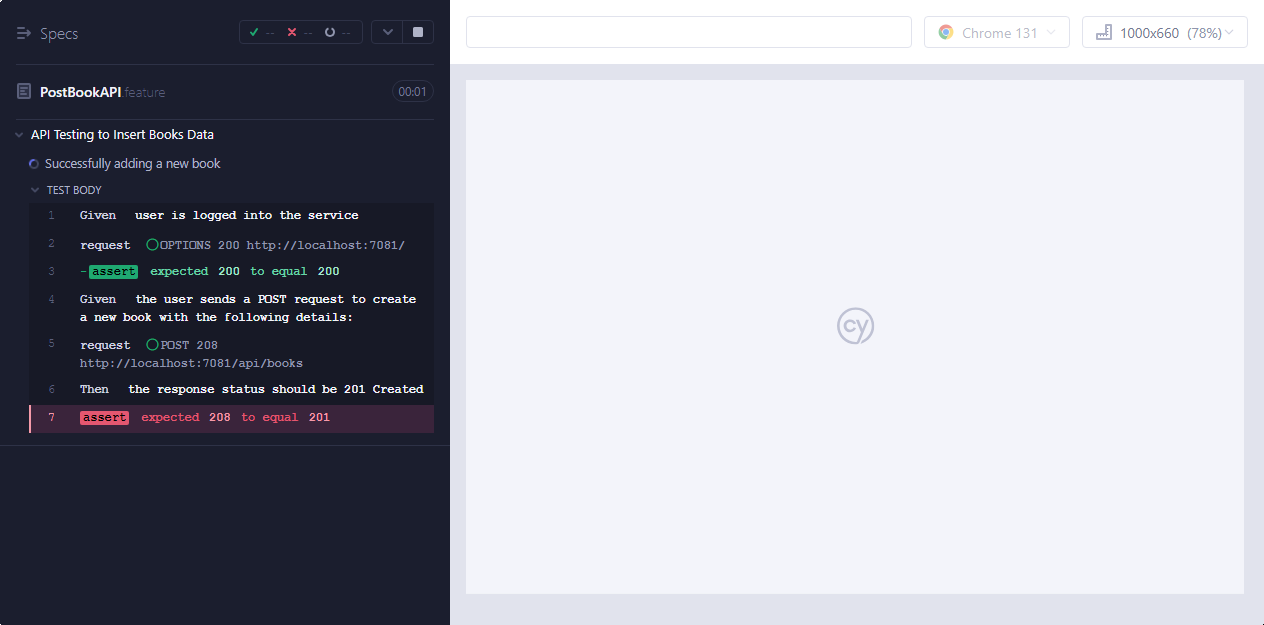 Specs
-- -- --
PostBookAPI feature
00:01
API Testing to Insert Books Data
Successfully adding a new book
TEST BODY
1 Given user is logged into the service
2 request OPTIONS 200 http://localhost:7081/
3 -assert expected 200 to equal 200
4 Given the user sends a POST request to create
a new book with the following details:
5 request POST 208
http://localhost:7081/api/books
6 Then the response status should be 201 Created
7 assert expected 208 to equal 201
Chrome 131
1000x660 (78%)
cy